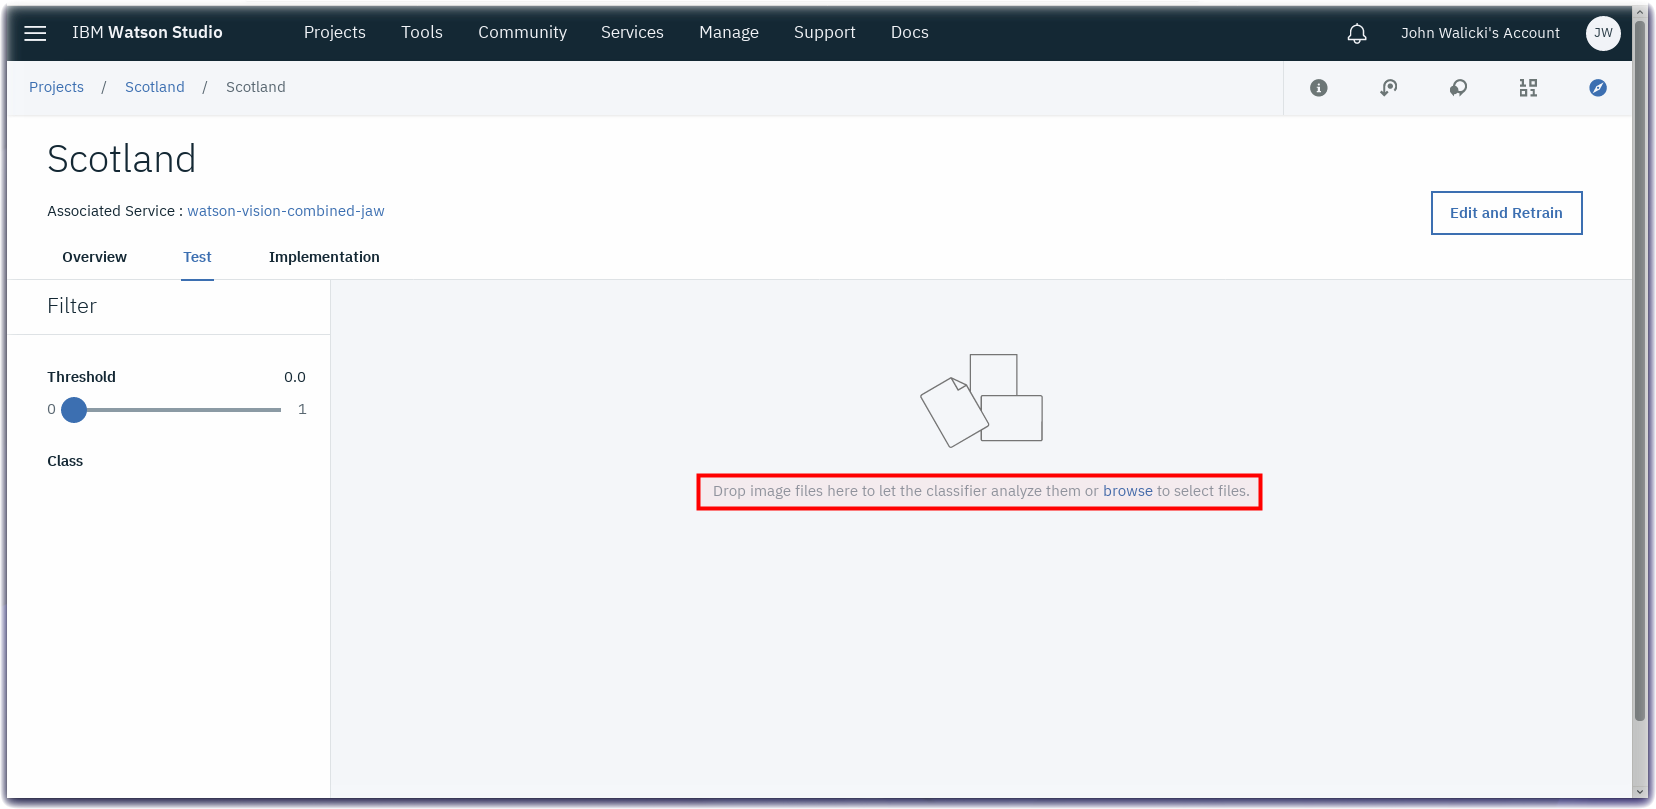 IBM Watson Studio Projects Tools Community Services Manage Support Docs John Walicki's Account JW
Projects / Scotland / Scotland
Scotland
Associated Service : watson-vision-combined-jaw
Edit and Retrain
Overview Test Implementation
Filter
Threshold 0.0
0 1
Class
Drop image files here to let the classifier analyze them or browse to select files.